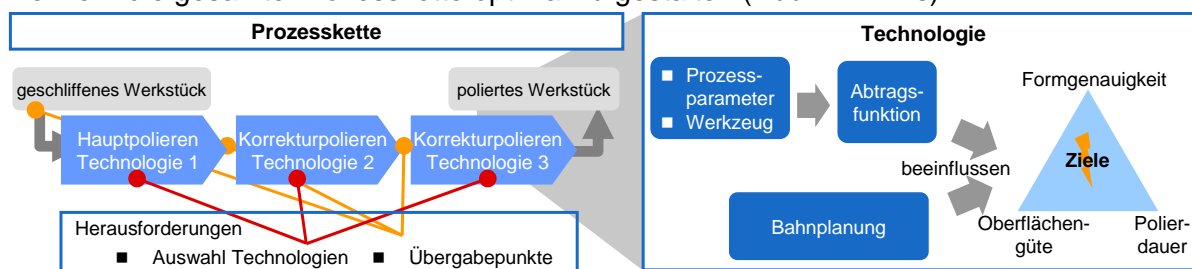 Prozesskette
geschliffenes Werkstück
poliertes Werkstück
Hauptpolieren
Technologie 1
Korrekturpolieren
Technologie 2
Korrekturpolieren
Technologie 3
Herausforderungen
■ Auswahl Technologien ■ Übergabepunkte
Technologie
■ Prozess-
parameter
■ Werkzeug
Abtrags-
funktion
Bahnplanung
beeinflussen
Formgenauigkeit
Ziele
Oberflächen-
güte
Polier-
dauer